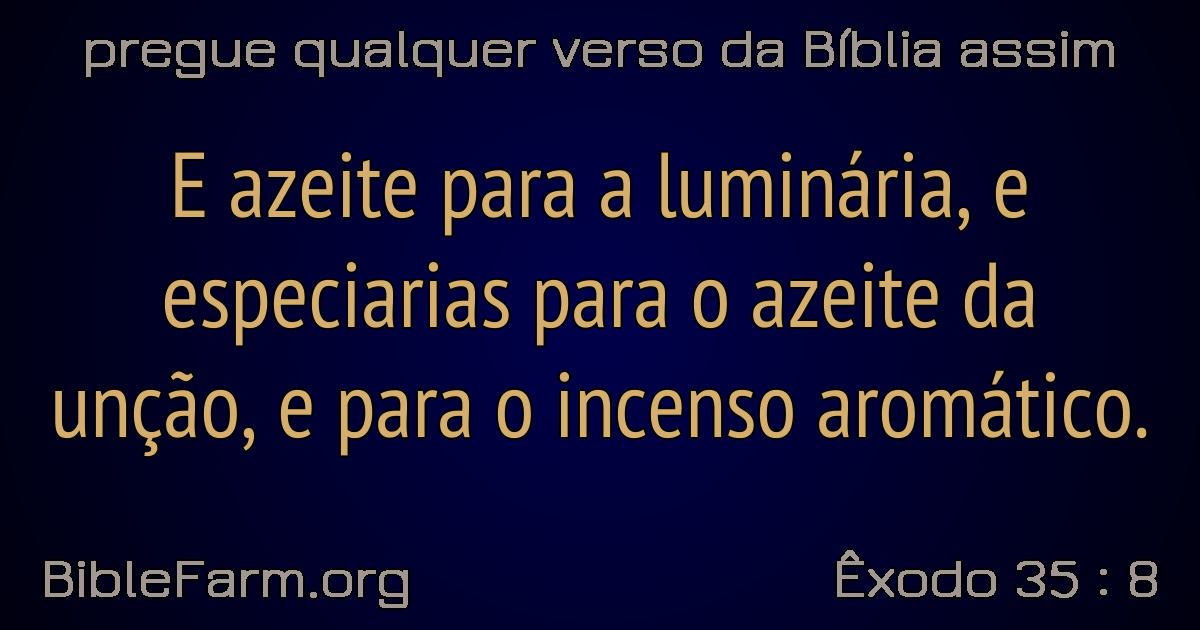 pregue qualquer verso da Bíblia assim
E azeite para a luminária, e
especiarias para o azeite da
unção, e para o incenso aromático.
BibleFarm.org
Êxodo 35 : 8